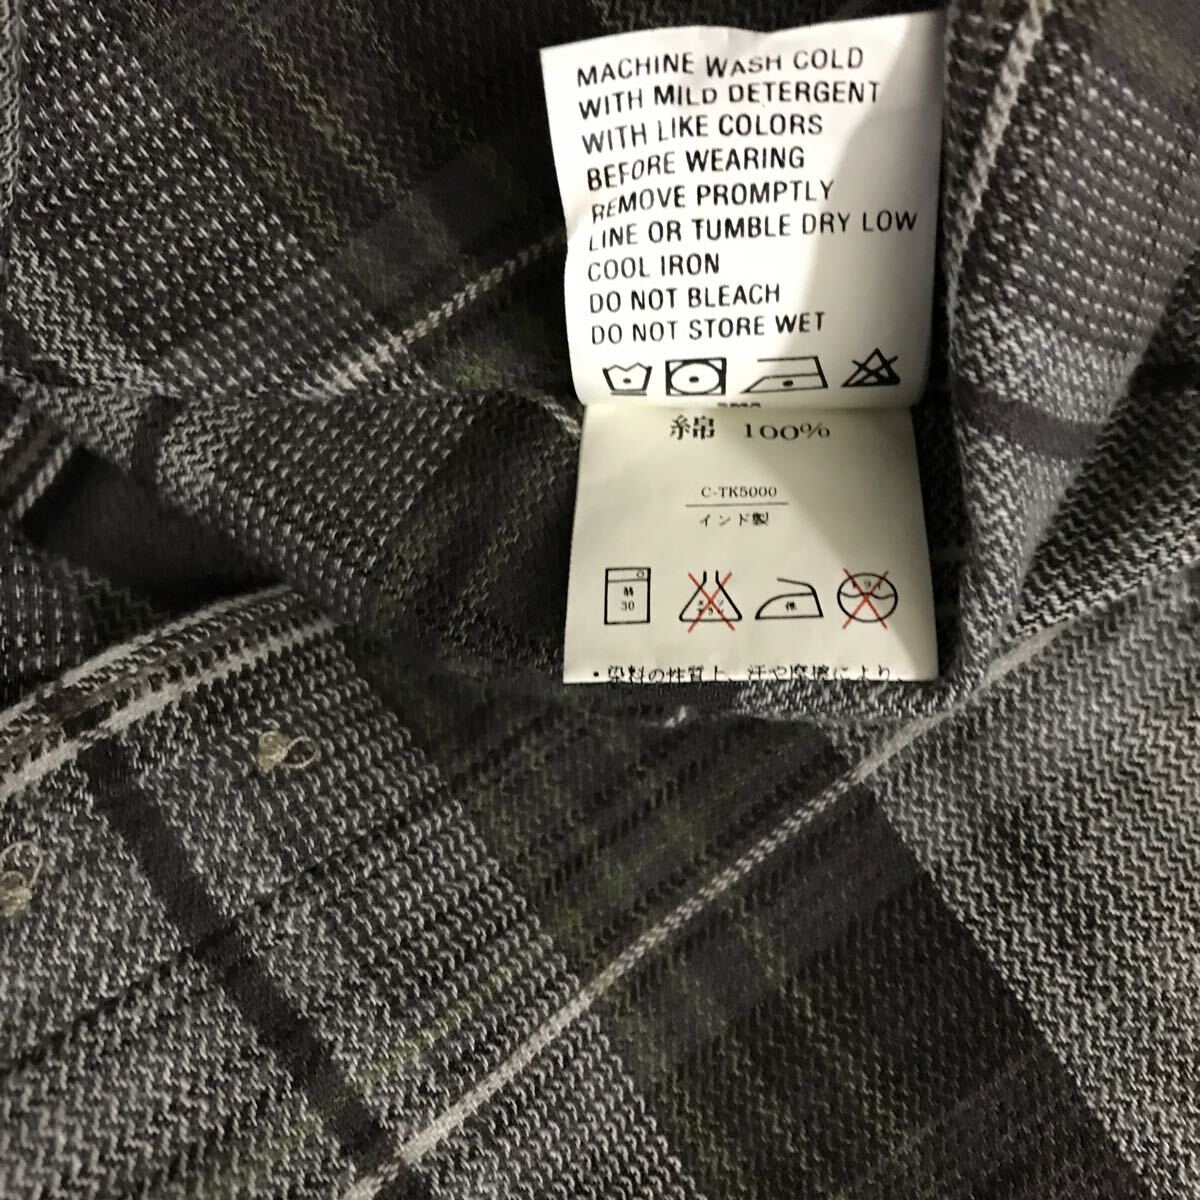 MACHINE WASH COLD
WITH MILD DETERGENT
WITH LIKE COLORS
BEFORE WEARING
REMOVE PROMPTLY
LINE OR TUMBLE DRY LOW
COOL IRON
DO NOT BLEACH
DO NOT STORE WET
綿 100%
C-TK5000
インド製
30
低
・染料の性質上、汗や摩擦により、